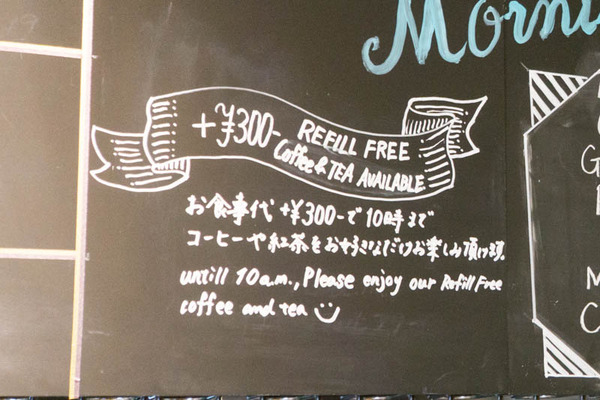 Morni
+¥300-
REFILL FREE
Coffee & TEA AVAILABLE
お食事代 +¥300-で 10時まで
コーヒーや紅茶をお好きなだけお楽しみ頂けます。
untill 10 a.m., Please enjoy our Refill Free
coffee and tea
G
M
C